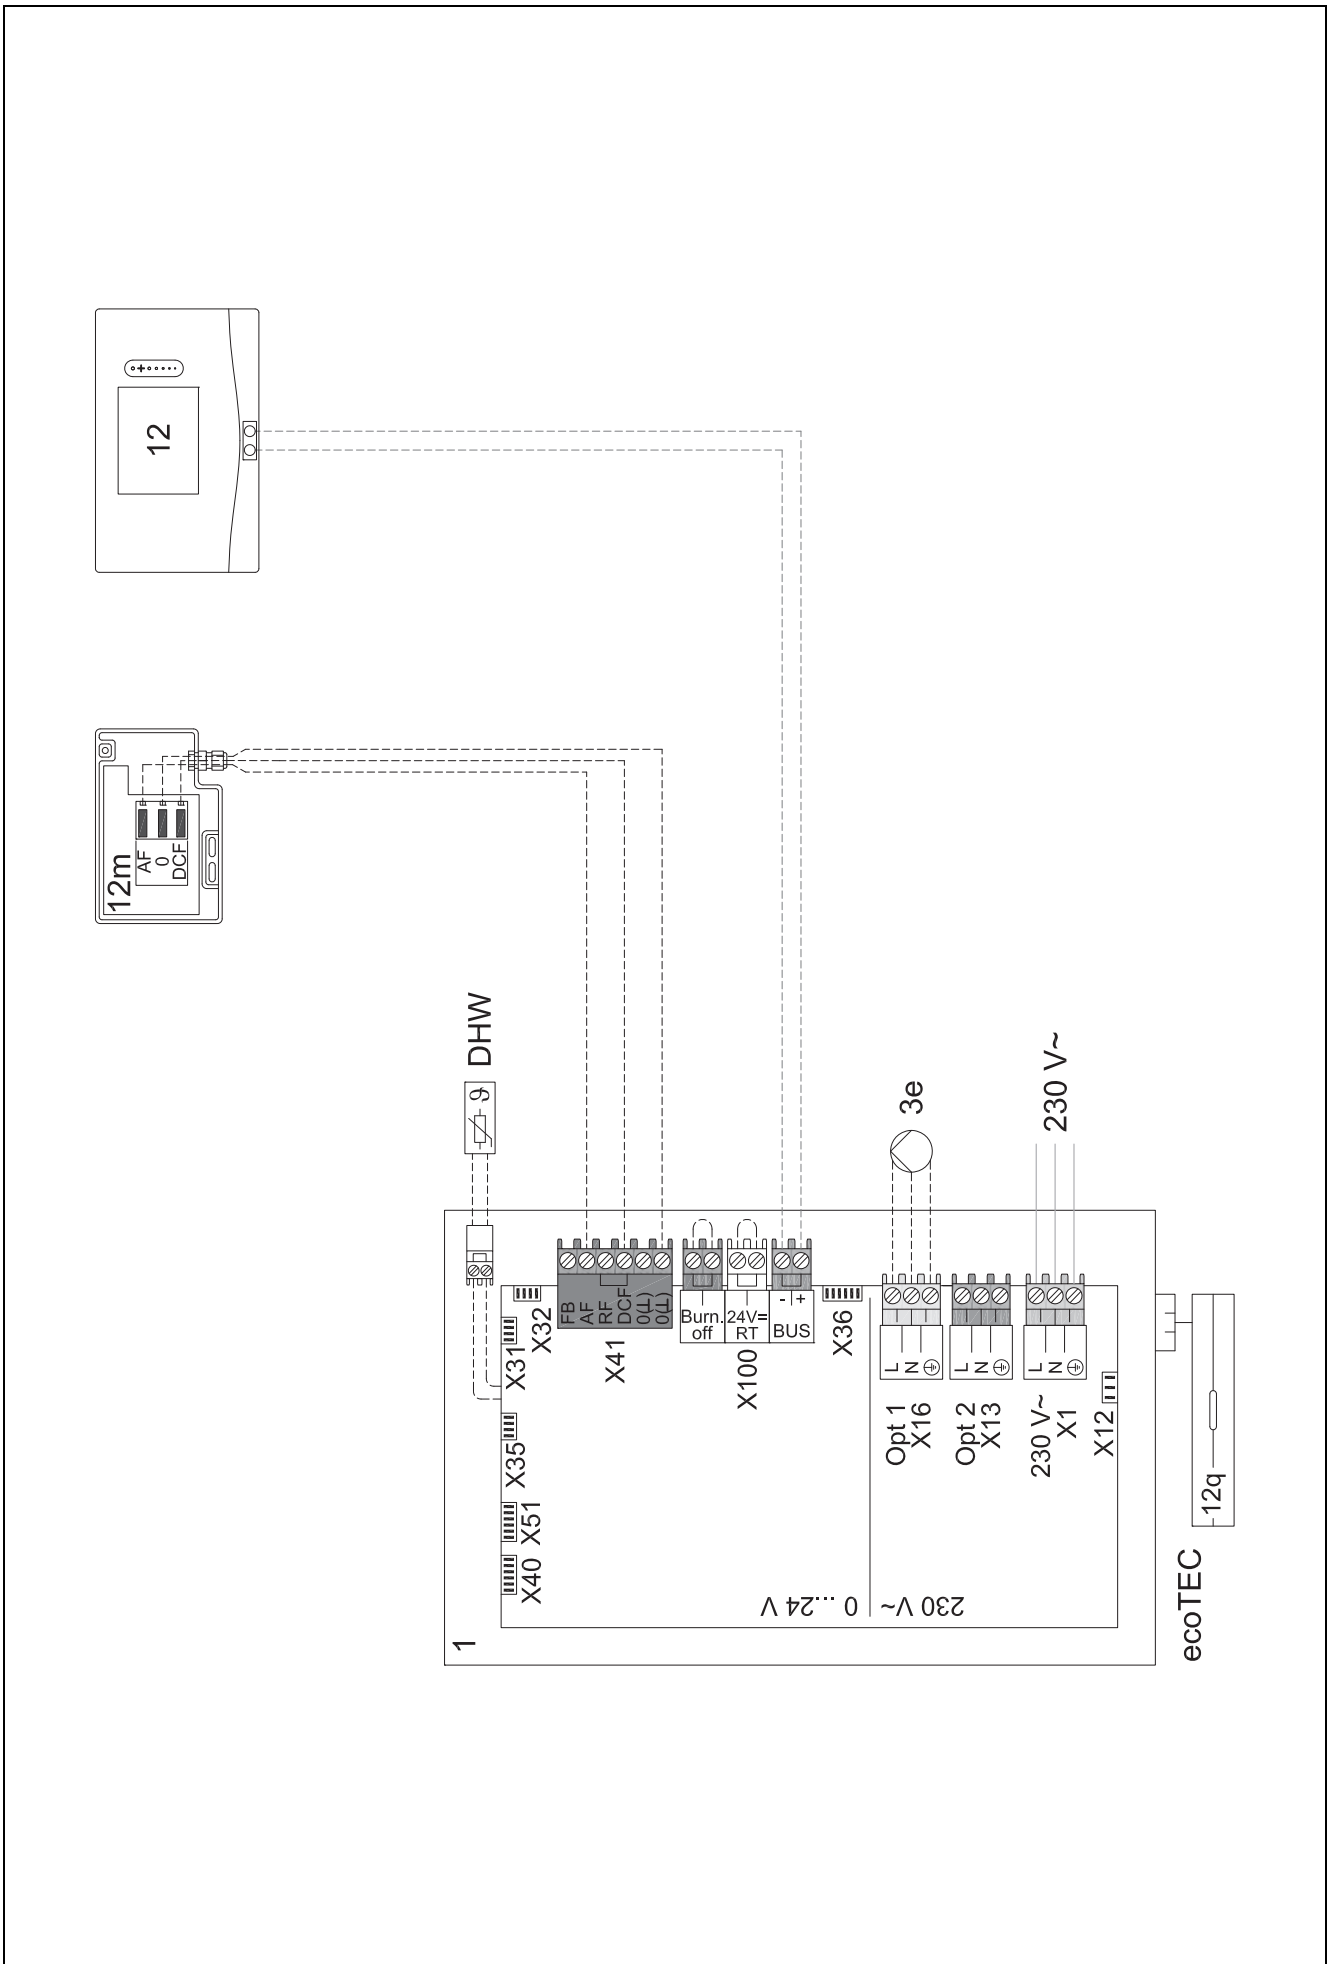 12
12m
AF
0
DCF
DHW
ϑ
3e
230 V~
1
X40
X51
X35
X31
X32
FB
AF
RF
DCF
0(⊥)
0(⊥)
X41
Burn.
off
24V=
RT
X100
- +
BUS
X36
0...24 V
230 V~
L
N
Opt 1
X16
L
N
Opt 2
X13
L
N
230 V~
X1
X12
12q
ecoTEC